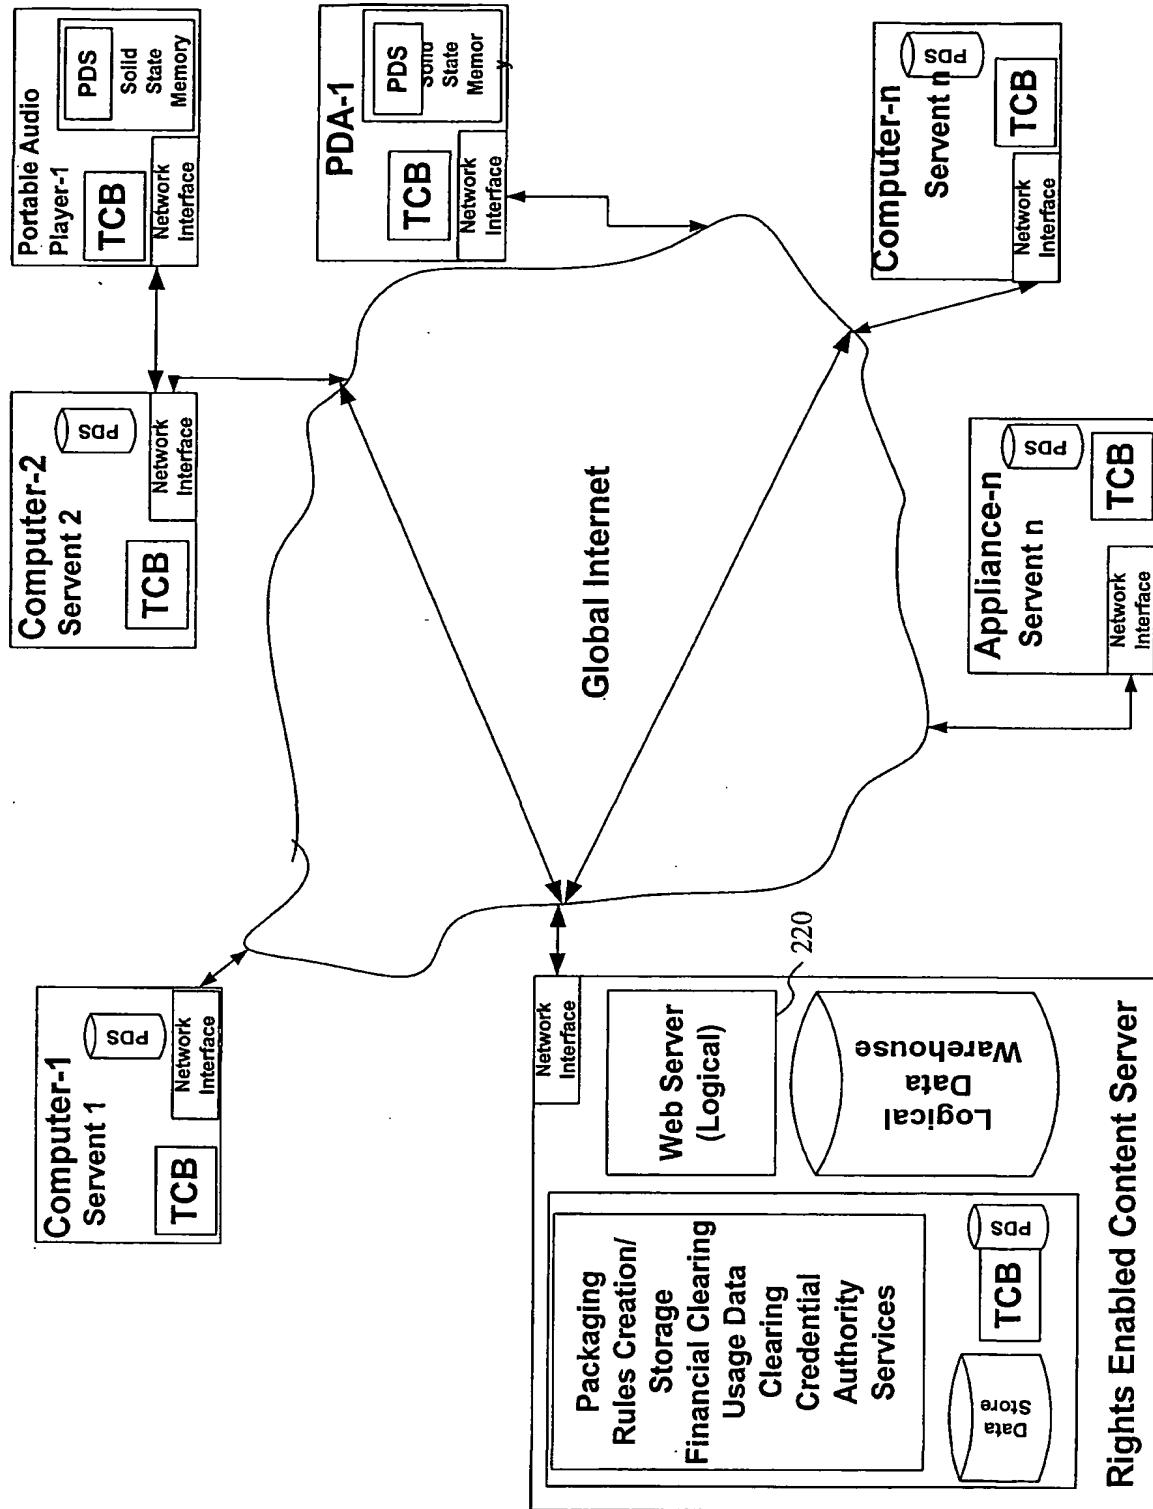 Computer-1
Servent 1
TCB
PDS
Network
Interface
Computer-2
Servent 2
TCB
PDS
Network
Interface
Portable Audio
Player-1
TCB
Network
Interface
PDS
Solid
State
Memory
PDA-1
TCB
Network
Interface
PDS
Solid
State
Memor
y
Computer-n
Servent n
PDS
Network
Interface
TCB
Appliance-n
Servent n
PDS
Network
Interface
TCB
Global Internet
Network
Interface
Web Server
(Logical)
220
Logical
Data
Warehouse
Packaging
Rules Creation/
Storage
Financial Clearing
Usage Data
Clearing
Credential
Authority
Services
Data
Store
TCB
PDS
Rights Enabled Content Server